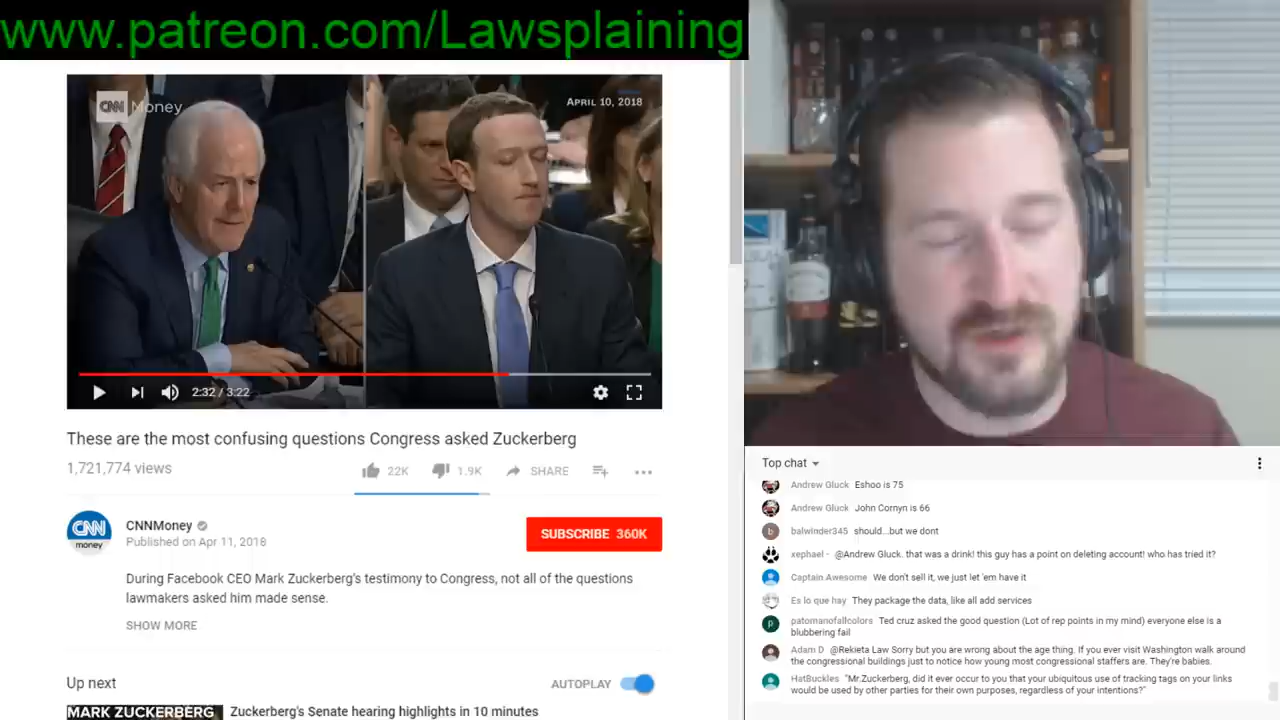 www.patreon.com/Lawsplaining
CNN Money
APRIL 10, 2018
2:32 / 3:22
These are the most confusing questions Congress asked Zuckerberg
1,721,774 views
22K
1.9K
SHARE
CNN
money
CNNMoney
Published on Apr 11, 2018
SUBSCRIBE 360K
During Facebook CEO Mark Zuckerberg's testimony to Congress, not all of the questions
lawmakers asked him made sense.
SHOW MORE
Up next
AUTOPLAY
MARK ZUCKERBERG
Zuckerberg's Senate hearing highlights in 10 minutes
Top chat
Andrew Gluck Eshoo is 75
Andrew Gluck John Cornyn is 66
b
balwinder345 should...but we dont
xephael - @Andrew Gluck. that was a drink! this guy has a point on deleting account! who has tried it?
Captain Awesome We don't sell it, we just let 'em have it
Es lo que hay They package the data, like all add services
p
patomanofallcolors Ted cruz asked the good question (Lot of rep points in my mind) everyone else is a
blubbering fail
Adam D @Rekieta Law Sorry but you are wrong about the age thing. If you ever visit Washington walk around
the congressional buildings just to notice how young most congressional staffers are. They're babies.
HatBuckles "Mr.Zuckerberg, did it ever occur to you that your ubiquitous use of tracking tags on your links
would be used by other parties for their own purposes, regardless of your intentions?"